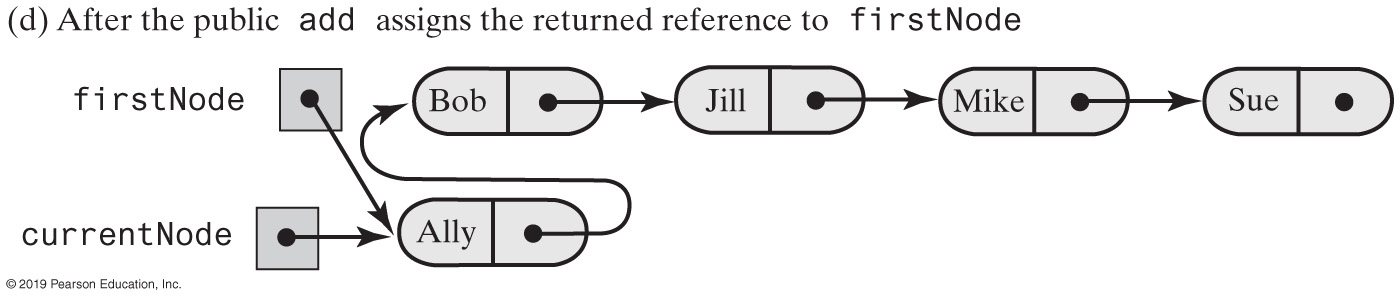 (d) After the public add assigns the returned reference to firstNode
firstNode
Bob
Jill
Mike
Sue
currentNode
Ally
© 2019 Pearson Education, Inc.